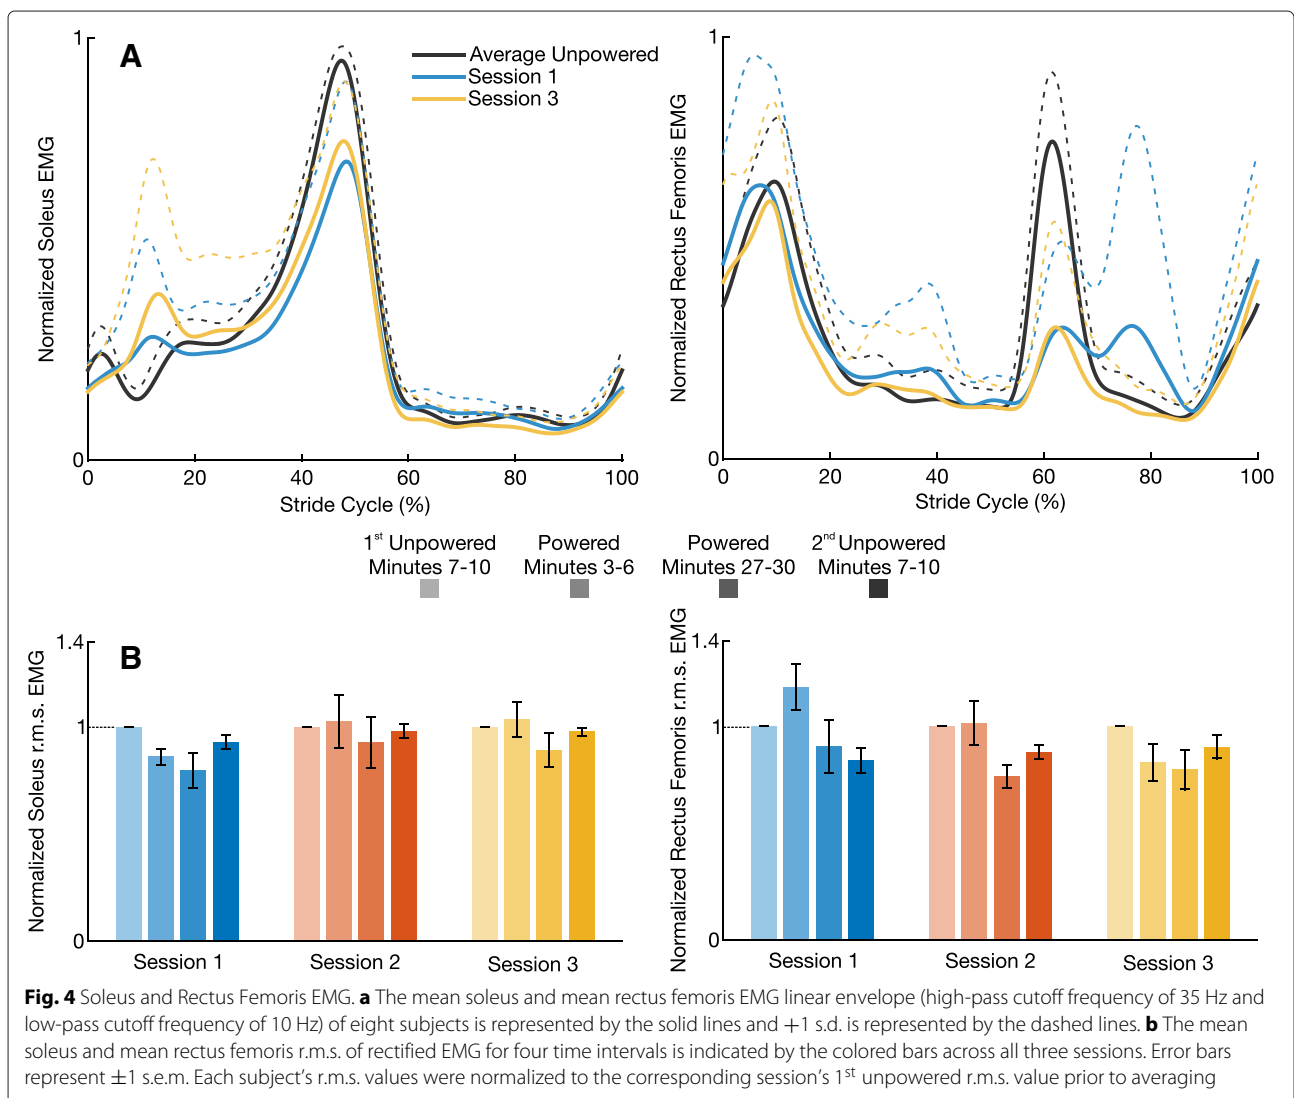 A
1
0
Normalized Soleus EMG
0 20 40 60 80 100
Stride Cycle (%)
Average Unpowered
Session 1
Session 3
1
0
Normalized Rectus Femoris EMG
0 20 40 60 80 100
Stride Cycle (%)
1st Unpowered Minutes 7-10
Powered Minutes 3-6
Powered Minutes 27-30
2nd Unpowered Minutes 7-10
B
1.4
1
0
Normalized Soleus r.m.s. EMG
Session 1 Session 2 Session 3
1.4
1
0
Normalized Rectus Femoris r.m.s. EMG
Session 1 Session 2 Session 3
Fig. 4 Soleus and Rectus Femoris EMG. a The mean soleus and mean rectus femoris EMG linear envelope (high-pass cutoff frequency of 35 Hz and
low-pass cutoff frequency of 10 Hz) of eight subjects is represented by the solid lines and +1 s.d. is represented by the dashed lines. b The mean
soleus and mean rectus femoris r.m.s. of rectified EMG for four time intervals is indicated by the colored bars across all three sessions. Error bars
represent ±1 s.e.m. Each subject's r.m.s. values were normalized to the corresponding session's 1st unpowered r.m.s. value prior to averaging